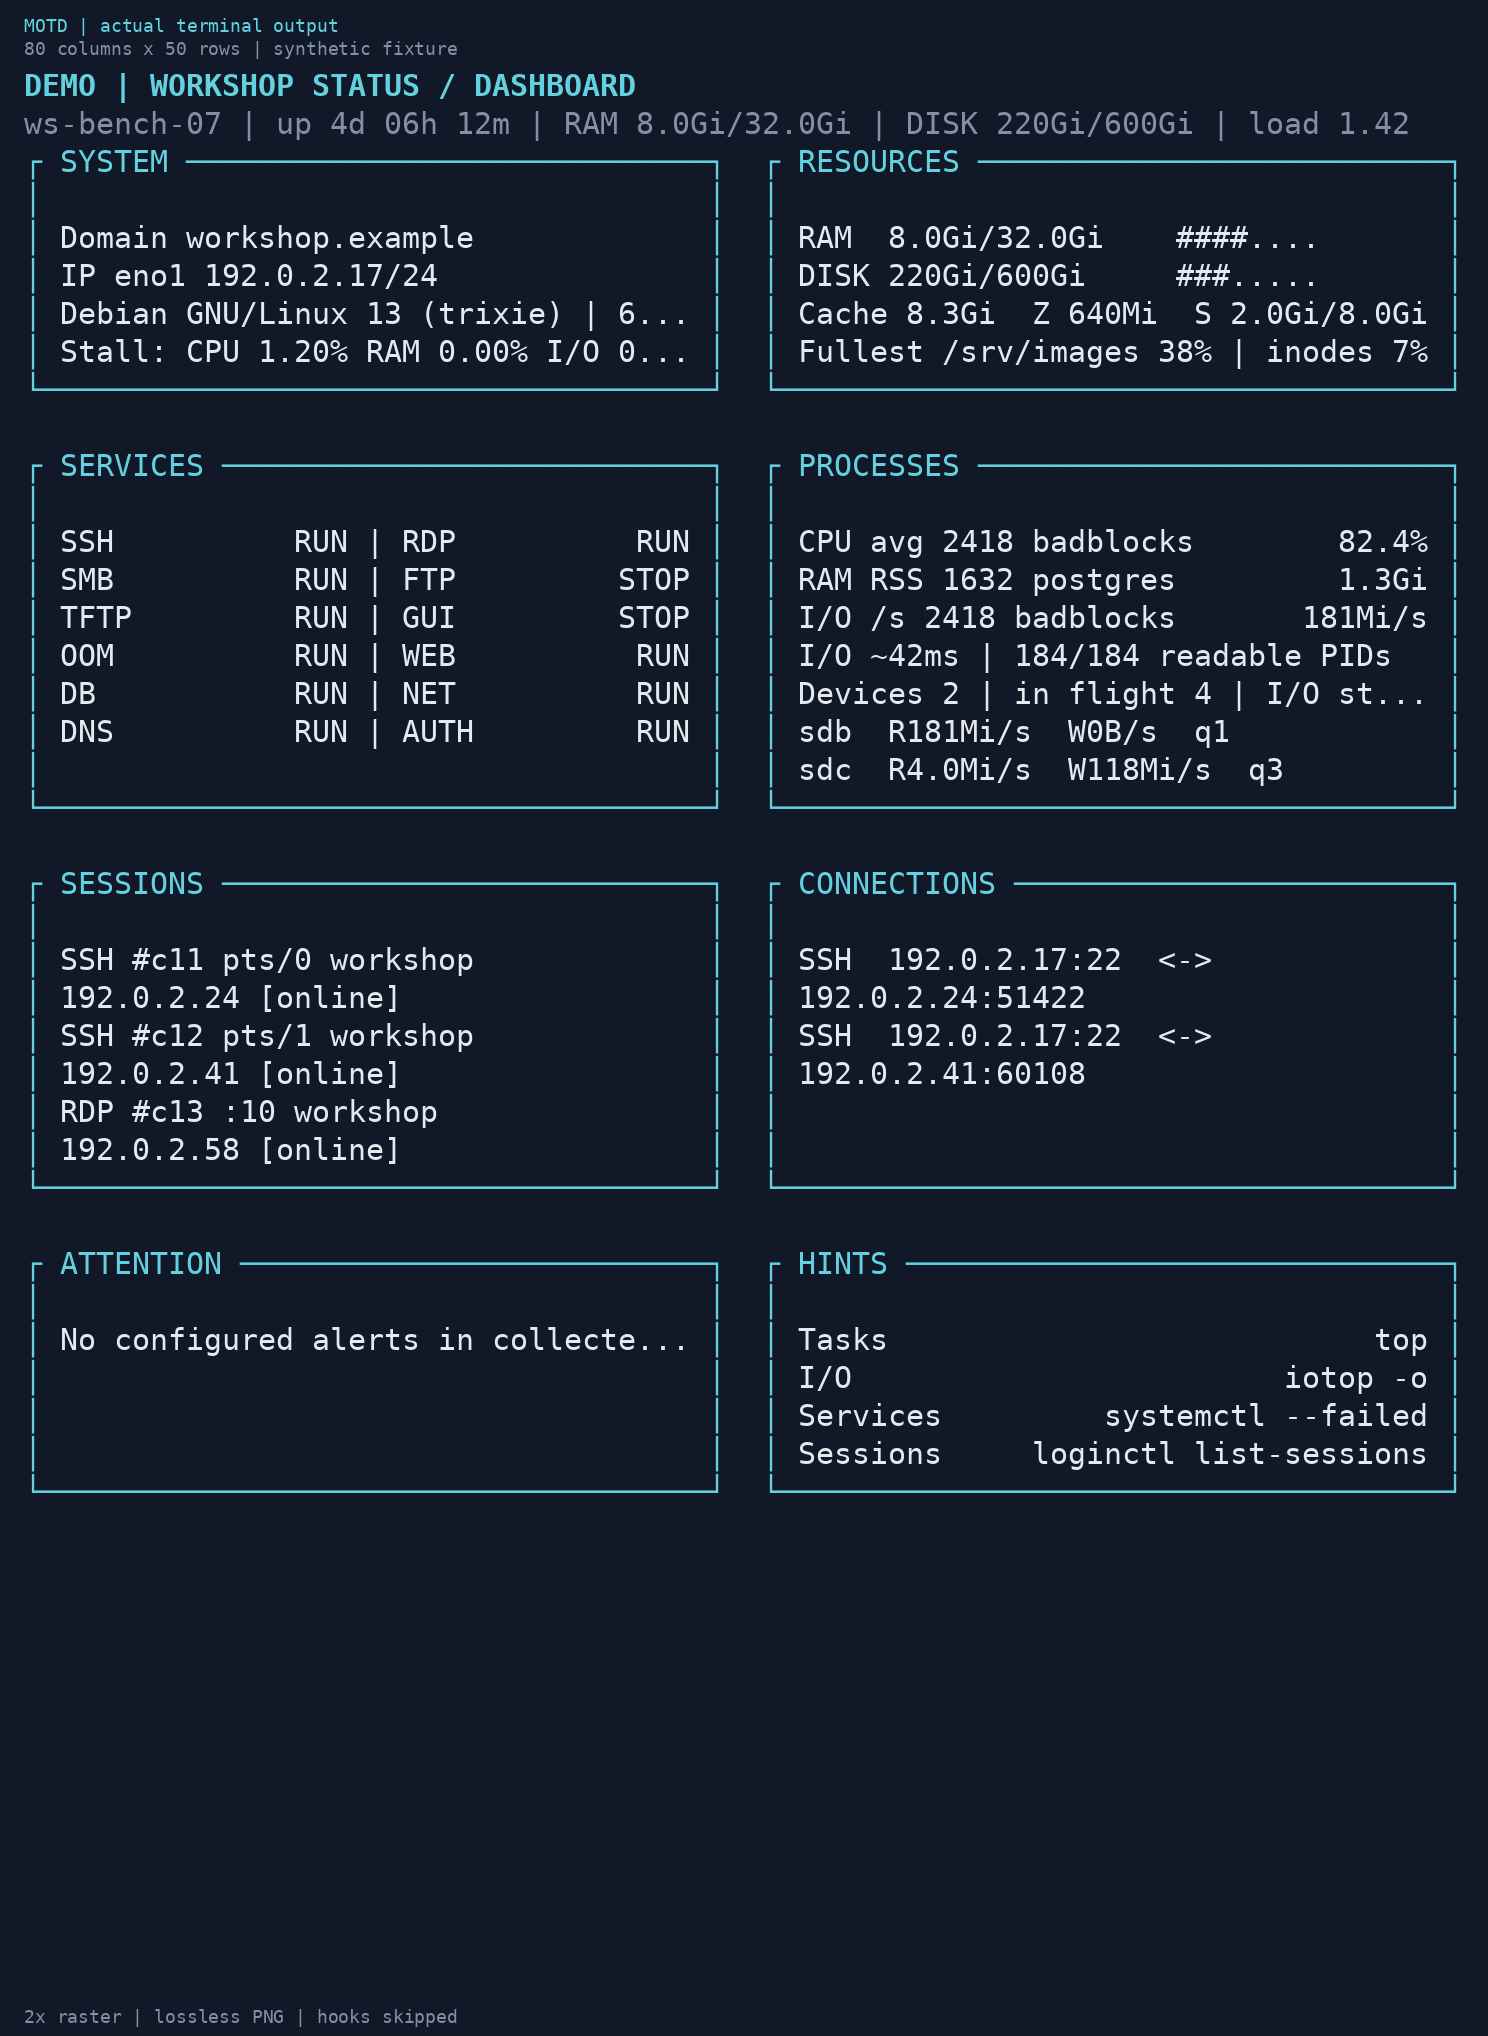 MOTD | actual terminal output
80 columns x 50 rows | synthetic fixture
DEMO | WORKSHOP STATUS / DASHBOARD
ws-bench-07 | up 4d 06h 12m | RAM 8.0Gi/32.0Gi | DISK 220Gi/600Gi | load 1.42
SYSTEM
Domain workshop.example
IP eno1 192.0.2.17/24
Debian GNU/Linux 13 (trixie) | 6...
Stall: CPU 1.20% RAM 0.00% I/O 0...
RESOURCES
RAM  8.0Gi/32.0Gi    ####....
DISK 220Gi/600Gi     ###.....
Cache 8.3Gi  Z 640Mi  S 2.0Gi/8.0Gi
Fullest /srv/images 38% | inodes 7%
SERVICES
SSH          RUN | RDP          RUN
SMB          RUN | FTP         STOP
TFTP         RUN | GUI         STOP
OOM          RUN | WEB          RUN
DB           RUN | NET          RUN
DNS          RUN | AUTH         RUN
PROCESSES
CPU avg 2418 badblocks        82.4%
RAM RSS 1632 postgres         1.3Gi
I/O /s 2418 badblocks       181Mi/s
I/O ~42ms | 184/184 readable PIDs
Devices 2 | in flight 4 | I/O st...
sdb  R181Mi/s  W0B/s  q1
sdc  R4.0Mi/s  W118Mi/s  q3
SESSIONS
SSH #c11 pts/0 workshop
192.0.2.24 [online]
SSH #c12 pts/1 workshop
192.0.2.41 [online]
RDP #c13 :10 workshop
192.0.2.58 [online]
CONNECTIONS
SSH  192.0.2.17:22  <->
192.0.2.24:51422
SSH  192.0.2.17:22  <->
192.0.2.41:60108
ATTENTION
No configured alerts in collecte...
HINTS
Tasks                           top
I/O                        iotop -o
Services         systemctl --failed
Sessions     loginctl list-sessions
2x raster | lossless PNG | hooks skipped